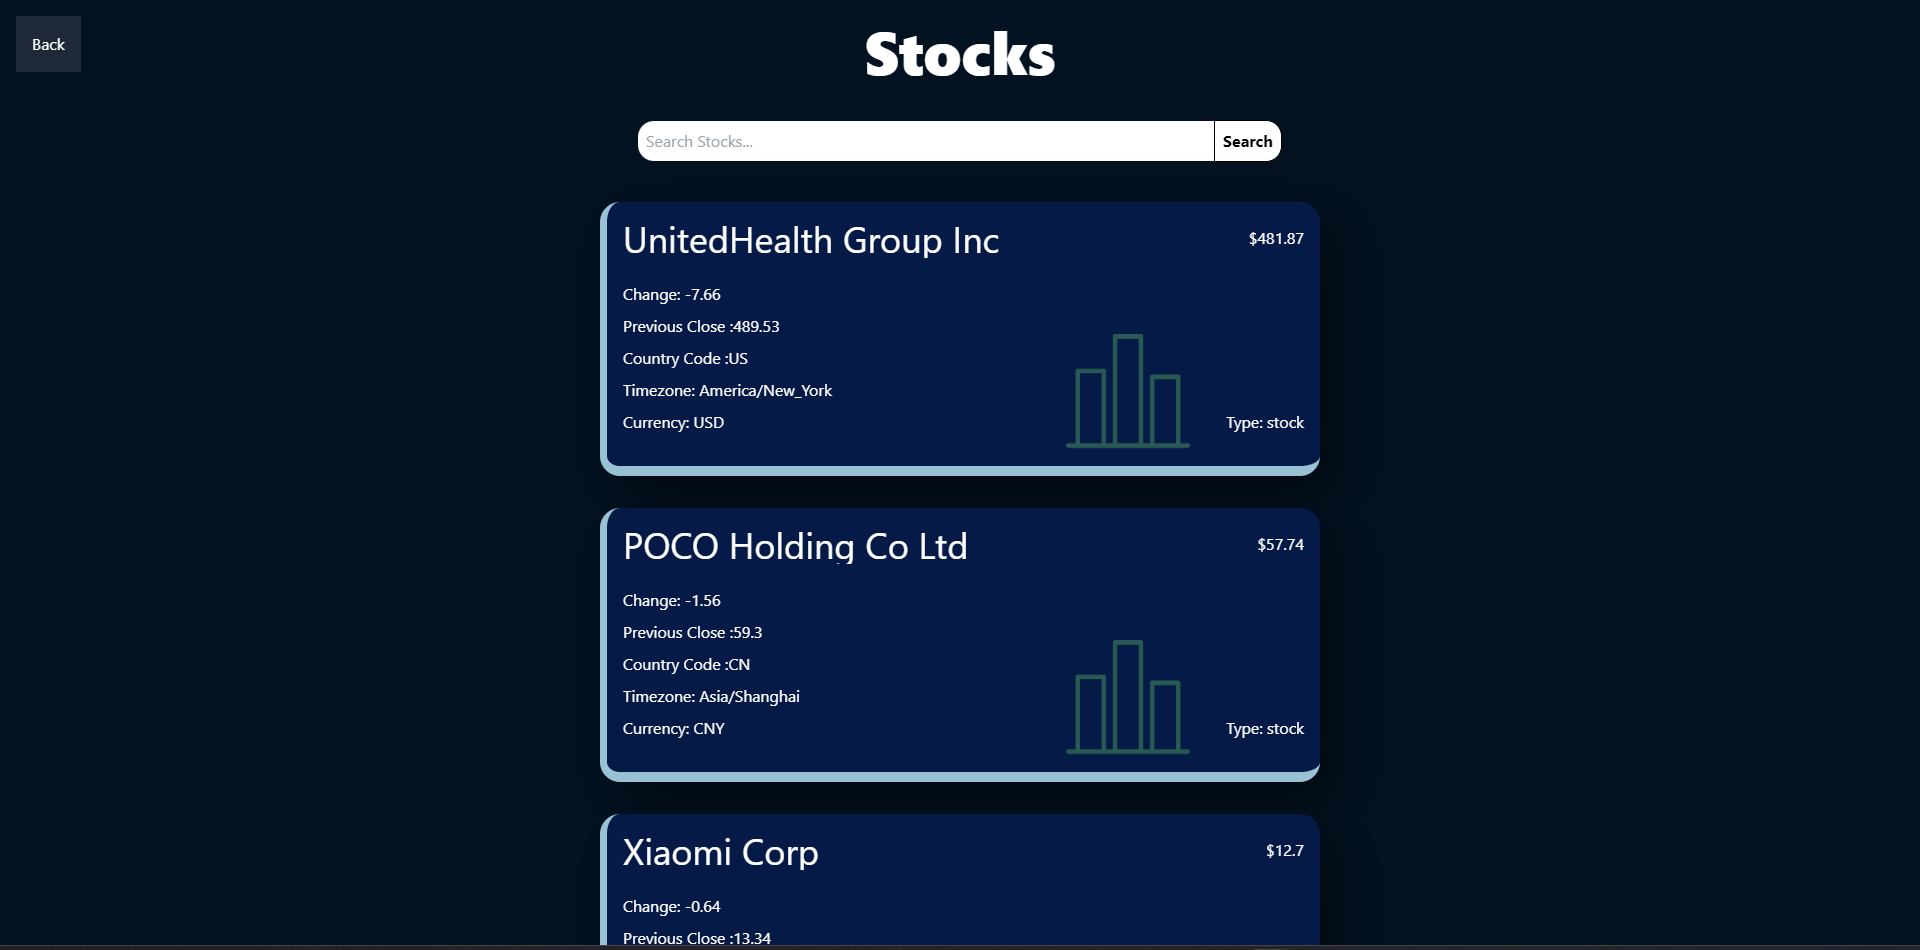 Back
Stocks
Search Stocks...
Search
UnitedHealth Group Inc
$481.87
Change: -7.66
Previous Close :489.53
Country Code :US
Timezone: America/New_York
Currency: USD
Type: stock
POCO Holding Co Ltd
$57.74
Change: -1.56
Previous Close :59.3
Country Code :CN
Timezone: Asia/Shanghai
Currency: CNY
Type: stock
Xiaomi Corp
$12.7
Change: -0.64
Previous Close :13.34